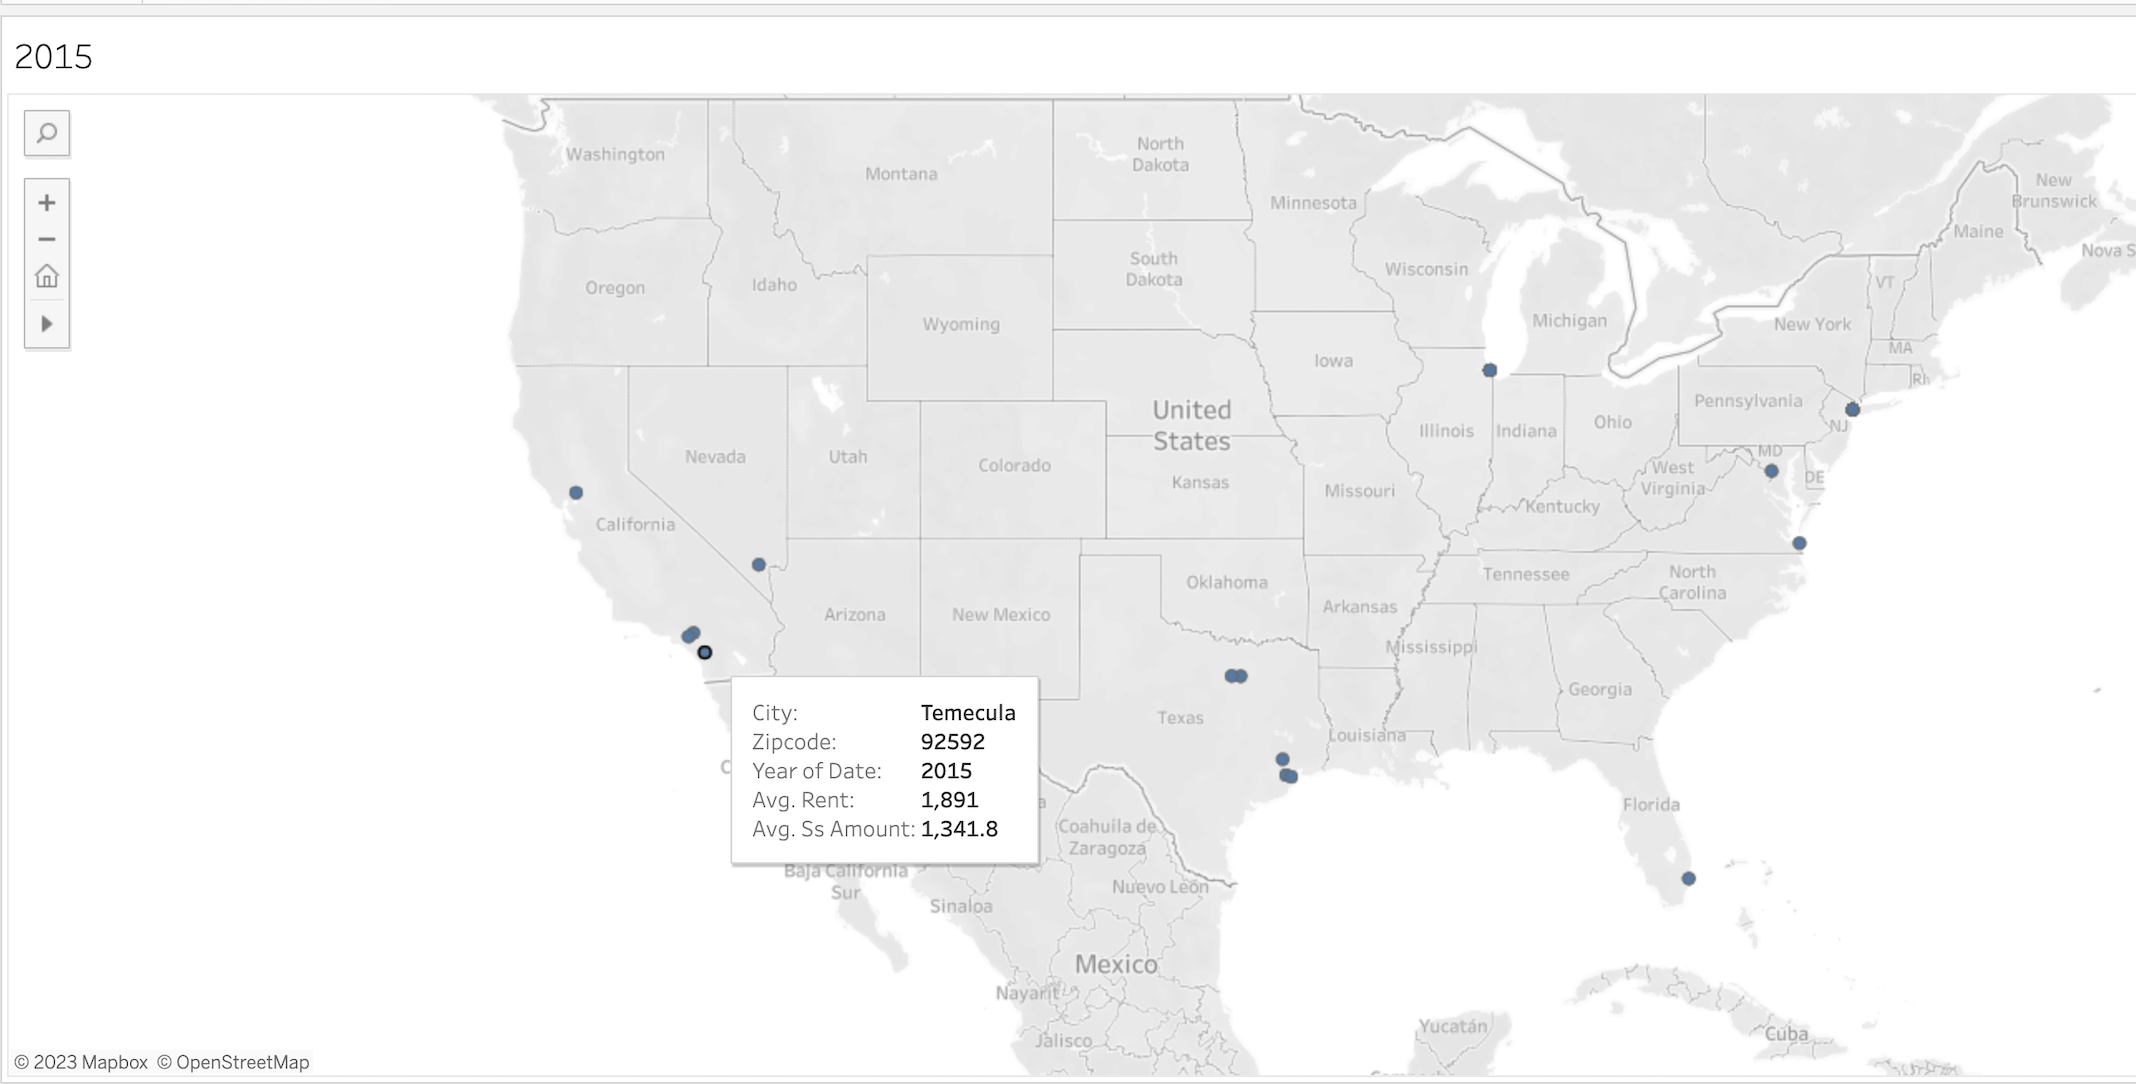 2015
Washington
Montana
North
Dakota
Minnesota
New
Brunswick
Maine
Nova S
South
Dakota
Wisconsin
Oregon
Idaho
VT
Wyoming
Michigan
New York
MA
Iowa
RI
United
States
Pennsylvania
Illinois
Indiana
Ohio
NJ
Nevada
Utah
Colorado
Kansas
MD
West
Virginia
DE
Missouri
Kentucky
California
Oklahoma
Tennessee
North
Carolina
Arizona
New Mexico
Arkansas
Mississippi
Georgia
Texas
Louisiana
City: Temecula
Zipcode: 92592
Year of Date: 2015
Avg. Rent: 1,891
Avg. Ss Amount: 1,341.8
C
a
Florida
Coahuila de
Zaragoza
Baja California
Sur
Nuevo León
Sinaloa
Mexico
Nayarit
Yucatán
Cuba
Jalisco
© 2023 Mapbox © OpenStreetMap